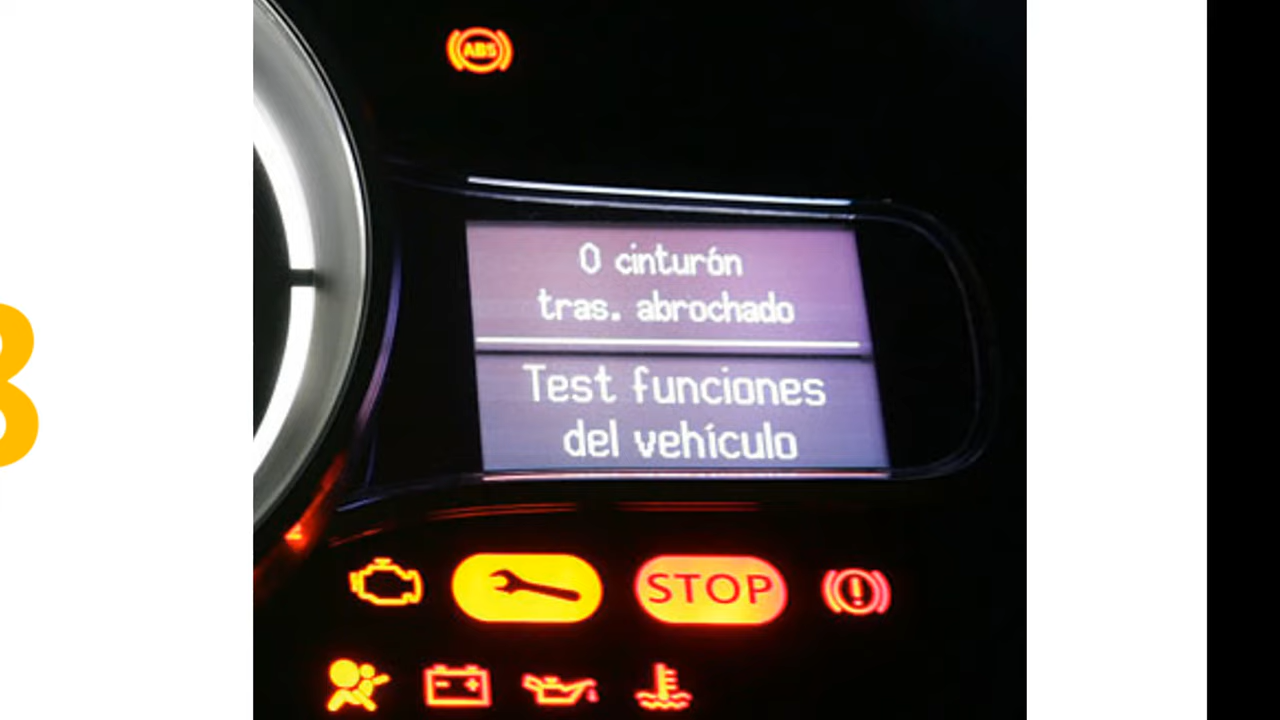 ABS
0 cinturón
tras. abrochado
Test funciones
del vehículo
STOP